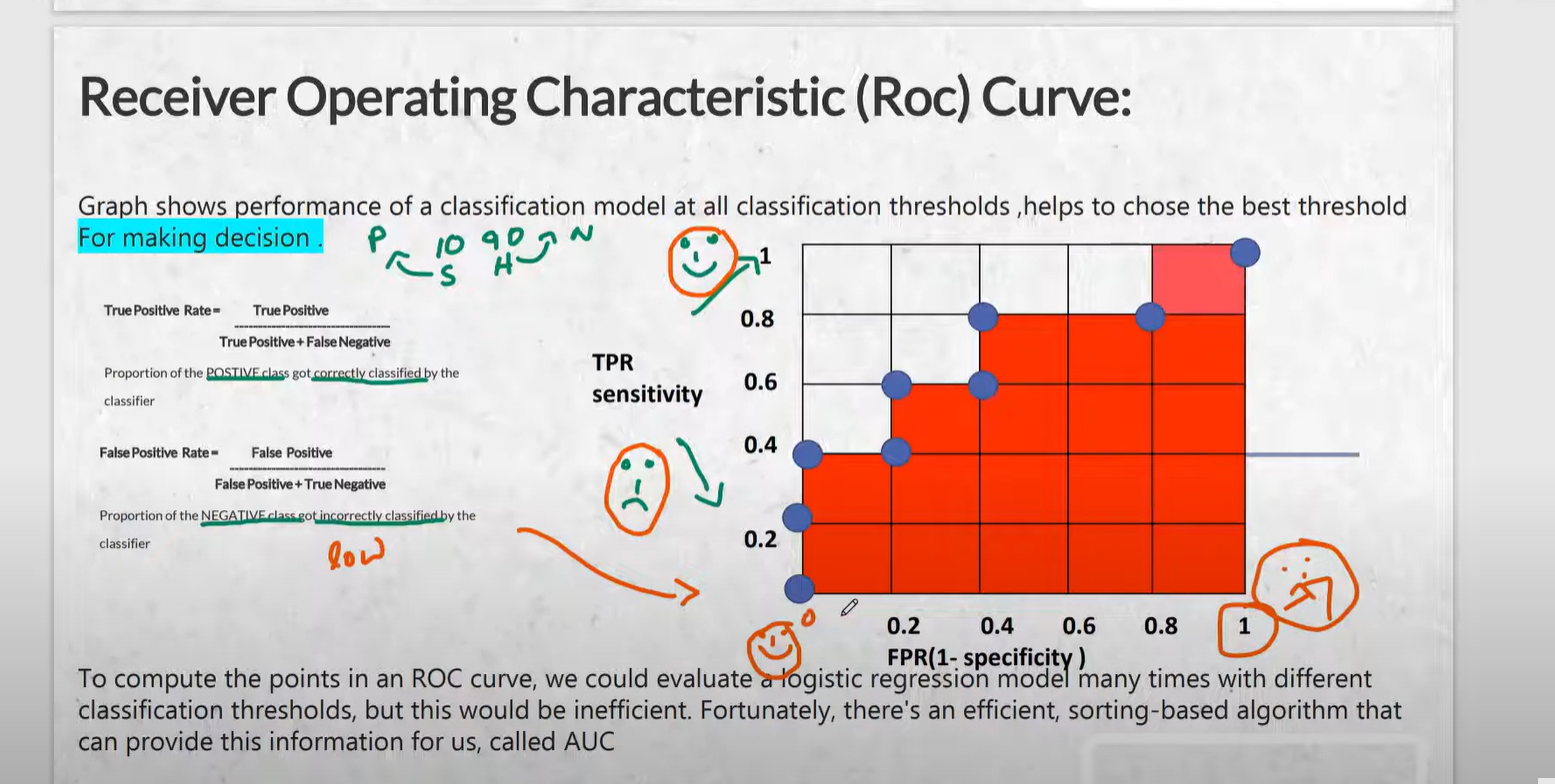 Receiver Operating Characteristic (Roc) Curve:
Graph shows performance of a classification model at all classification thresholds ,helps to chose the best threshold
For making decision .
P 10 90 N
S H
True Positive Rate= True Positive
True Positive + False Negative
Proportion of the POSTIVE class got correctly classified by the
classifier
False Positive Rate= False Positive
False Positive + True Negative
Proportion of the NEGATIVE class got incorrectly classified by the
classifier
low
TPR
sensitivity
1
0.8
0.6
0.4
0.2
0
0.2 0.4 0.6 0.8 1
FPR(1- specificity )
To compute the points in an ROC curve, we could evaluate a logistic regression model many times with different
classification thresholds, but this would be inefficient. Fortunately, there's an efficient, sorting-based algorithm that
can provide this information for us, called AUC